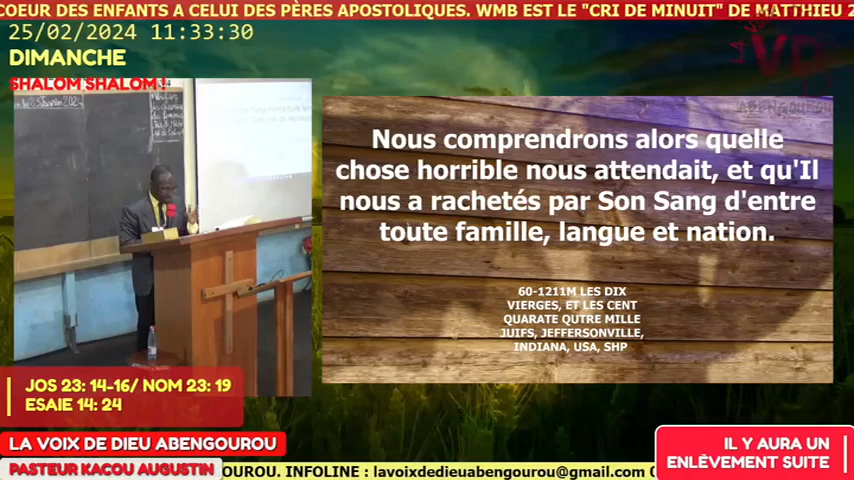 COEUR DES ENFANTS A CELUI DES PÈRES APOSTOLIQUES. WMB EST LE "CRI DE MINUIT" DE MATTHIEU 2
25/02/2024 11:33:30
DIMANCHE
SHALOM SHALOM !
ABENGOUROU
Nous comprendrons alors quelle
chose horrible nous attendait, et qu'Il
nous a rachetés par Son Sang d'entre
toute famille, langue et nation.
60-1211M LES DIX
VIERGES, ET LES CENT
QUARATE QUTRE MILLE
JUIFS, JEFFERSONVILLE,
INDIANA, USA, SHP
JOS 23: 14-16/ NOM 23: 19
ESAIE 14: 24
LA VOIX DE DIEU ABENGOUROU
IL Y AURA UN
ENLÈVEMENT SUITE
PASTEUR KACOU AUGUSTIN
OUROU. INFOLINE : lavoixdedieuabengourou@gmail.com 0